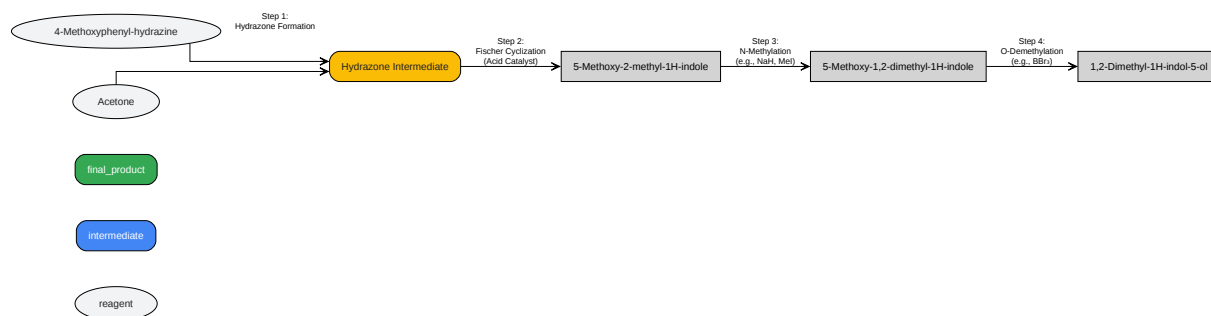 Step 1:
Hydrazone Formation
4-Methoxyphenyl-hydrazine
Step 2:
Fischer Cyclization
(Acid Catalyst)
Step 3:
N-Methylation
(e.g., NaH, MeI)
Step 4:
O-Demethylation
(e.g., BBr₃)
Hydrazone Intermediate
5-Methoxy-2-methyl-1H-indole
5-Methoxy-1,2-dimethyl-1H-indole
1,2-Dimethyl-1H-indol-5-ol
Acetone
final_product
intermediate
reagent